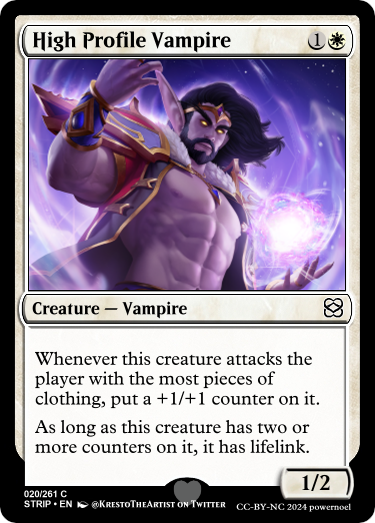 High Profile Vampire 1
Creature — Vampire
Whenever this creature attacks the
player with the most pieces of
clothing, put a +1/+1 counter on it.
As long as this creature has two or
more counters on it, it has lifelink.
1/2
020/261 C
STRIP • EN @KrestoTheArtist on Twitter
CC-BY-NC 2024 powernoel